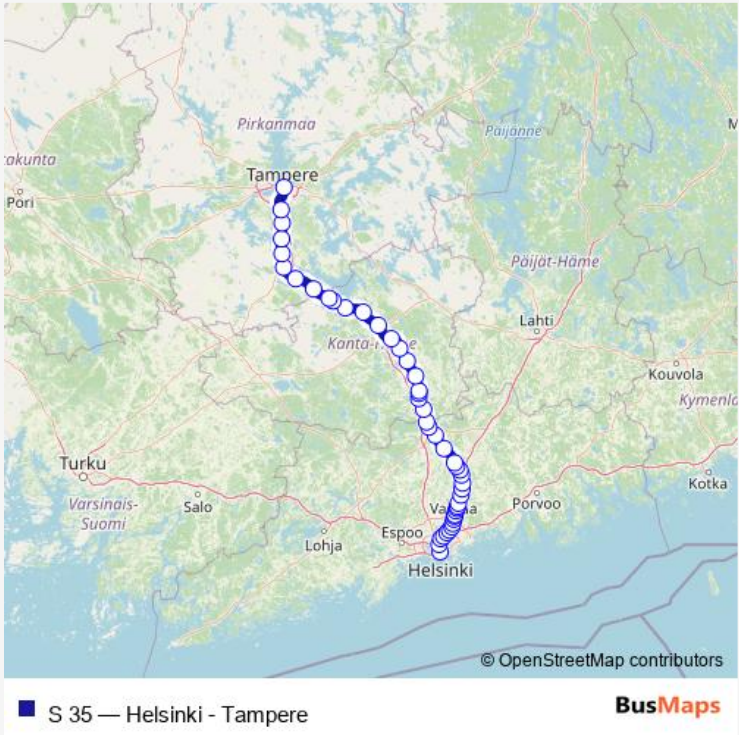 Pirkanmaa
Päijänne
M
akunta
Tampere
Pori
Päijät-Häme
Lahti
Kanta-H me
Kouvola
Kymenla
Turku
Kotka
Varsinais-
Suomi
Salo
Porvoo
Espoo
Lohja
Helsinki
© OpenStreetMap contributors
S 35 — Helsinki - Tampere
BusMaps